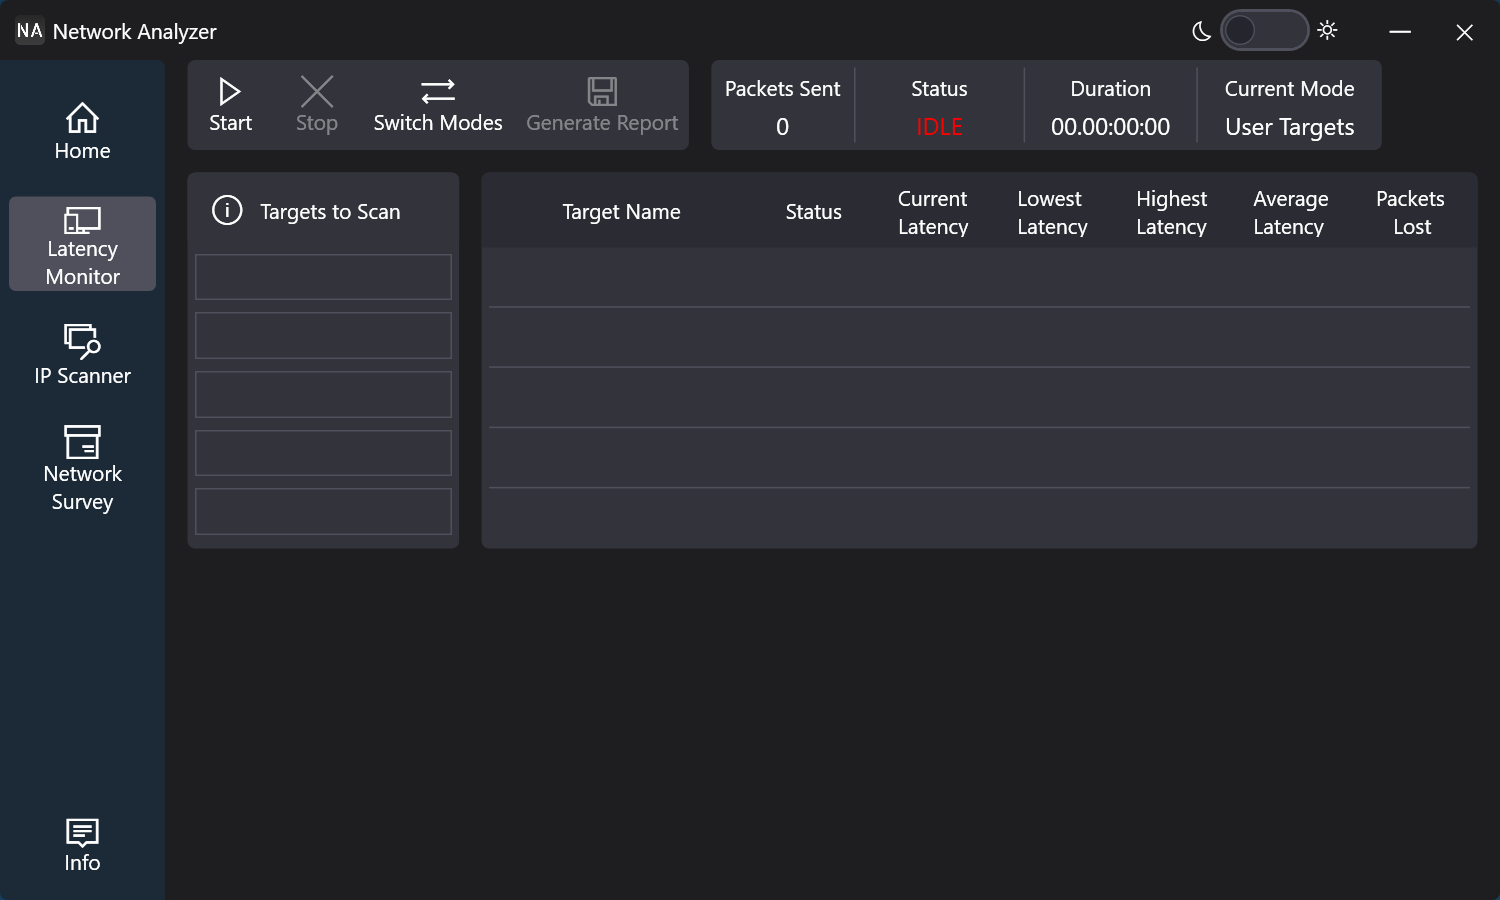 NA Network Analyzer
Home
Latency
Monitor
IP Scanner
Network
Survey
Info
Start Stop Switch Modes Generate Report
Packets Sent Status Duration Current Mode
0 IDLE 00.00:00:00 User Targets
Targets to Scan
Target Name Status Current Latency Lowest Latency Highest Latency Average Latency Packets Lost